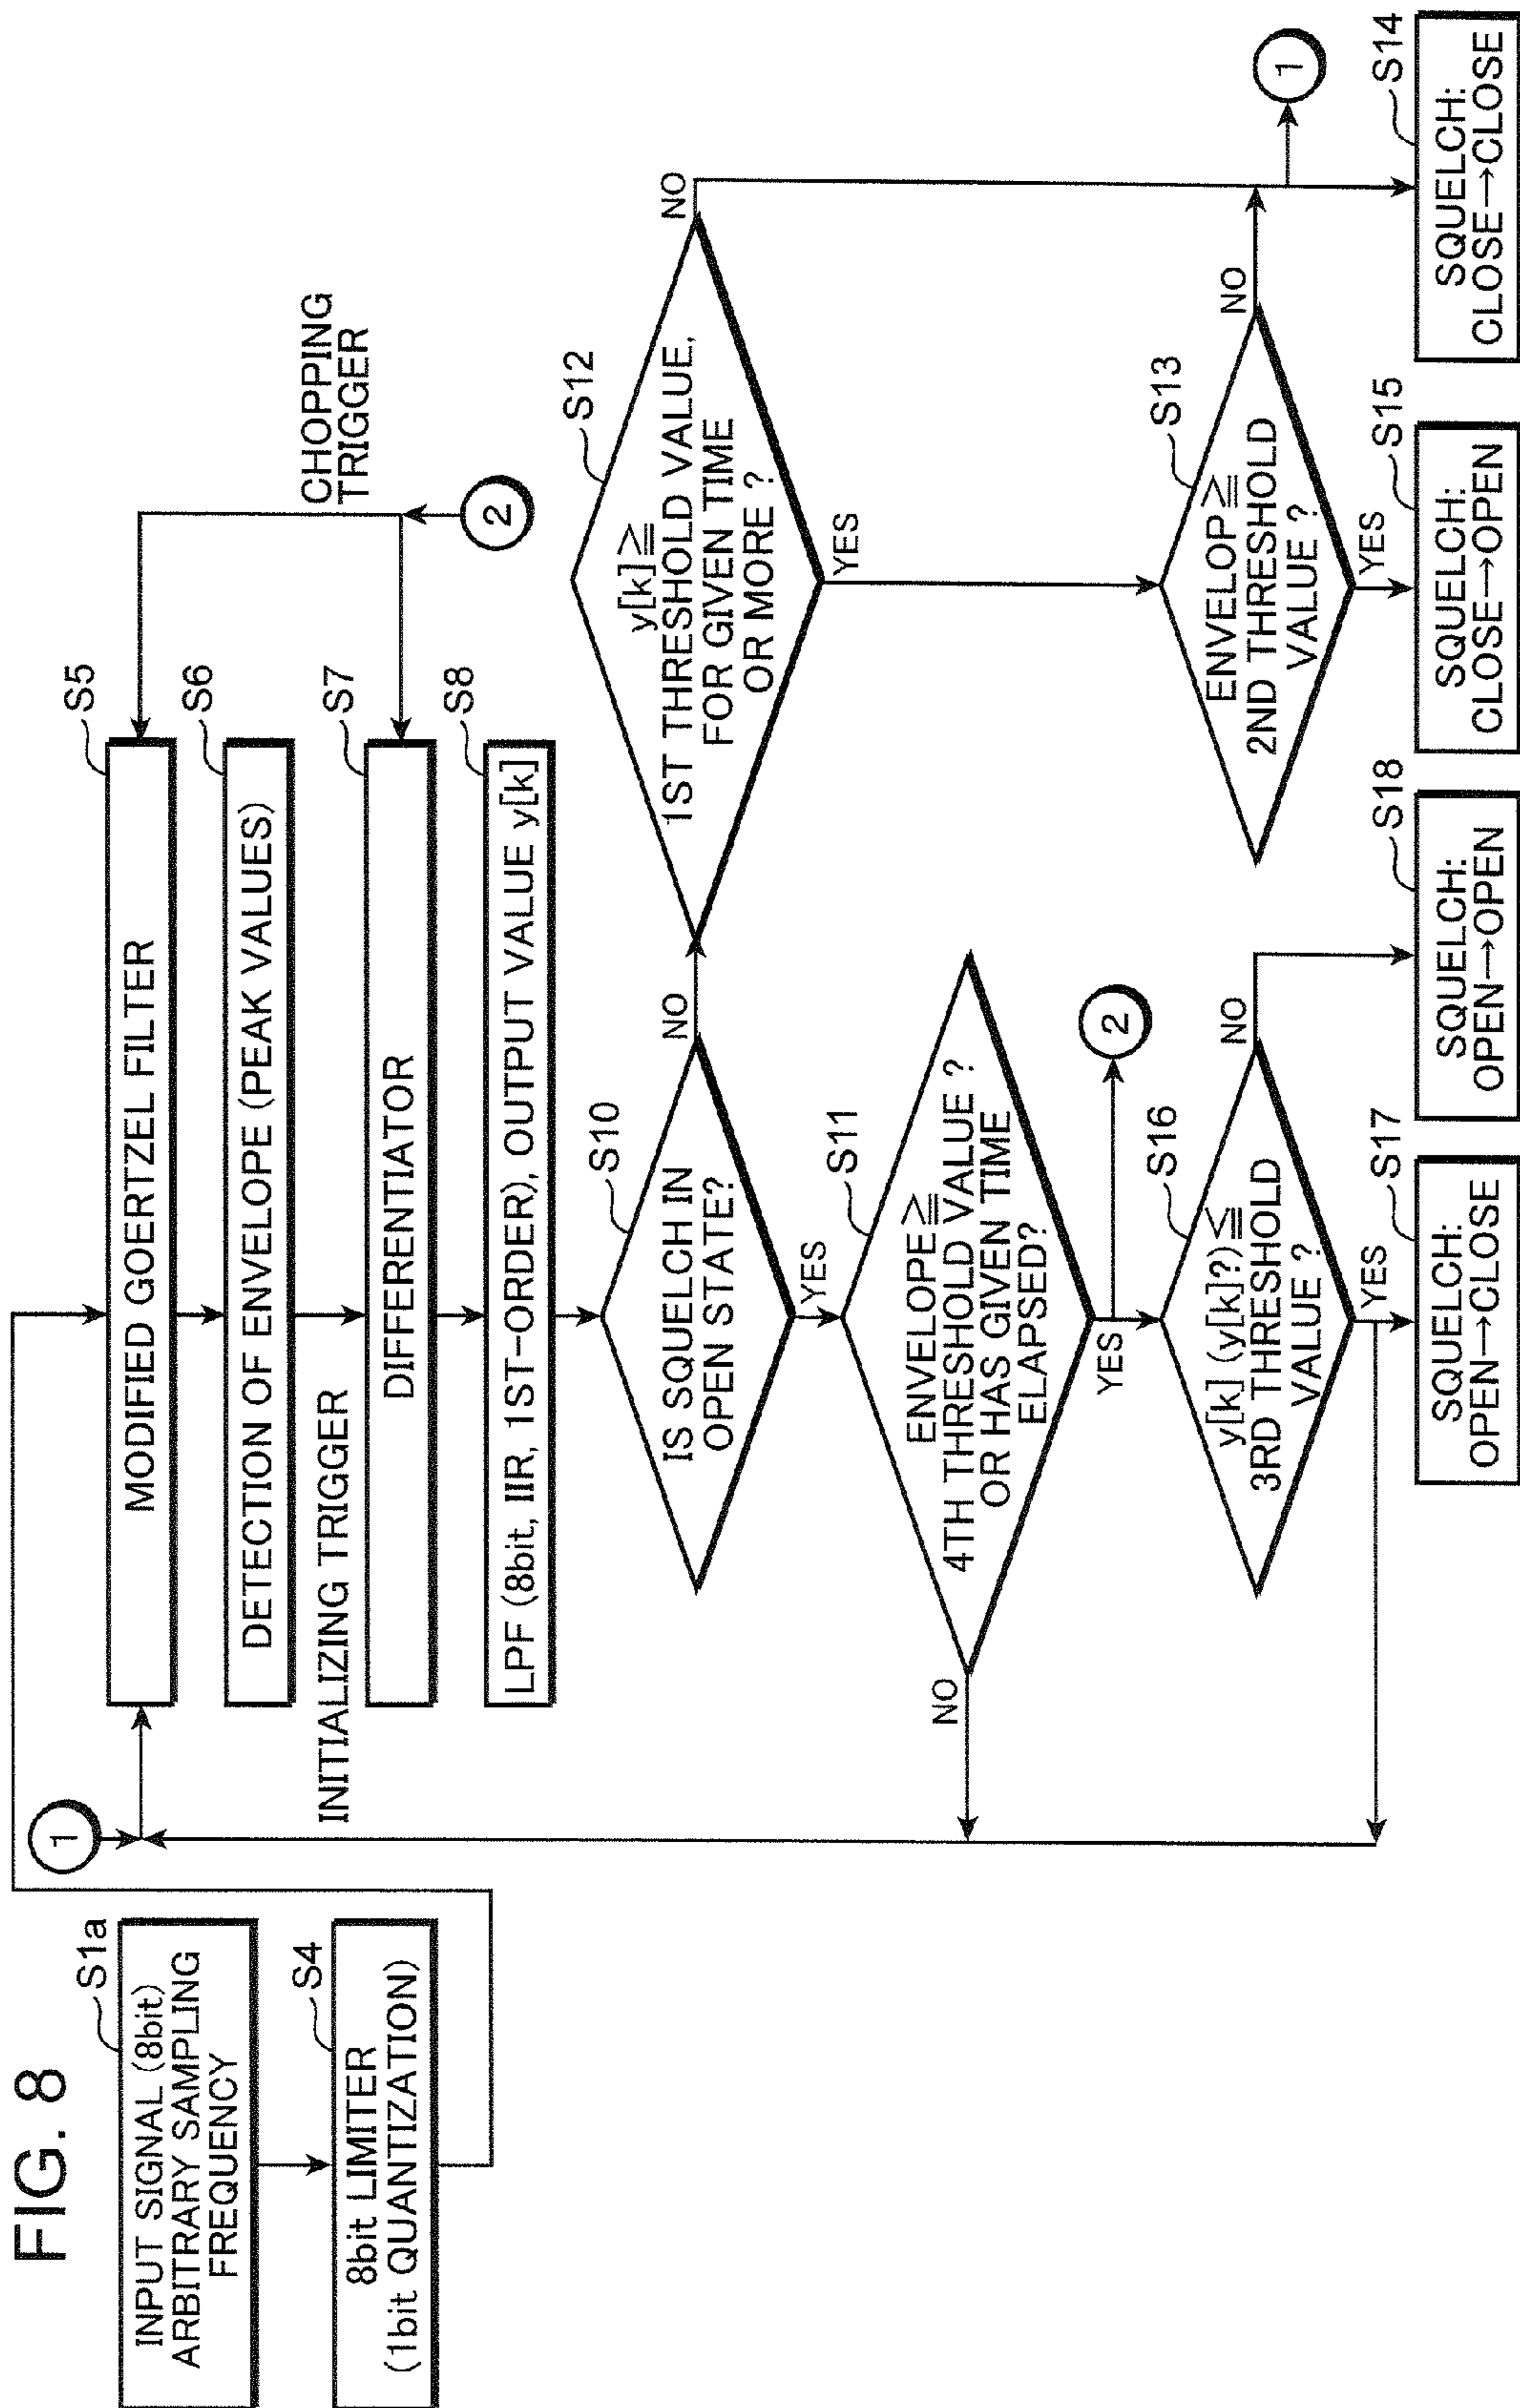 FIG. 8
INPUT SIGNAL (8bit)
ARBITRARY SAMPLING
FREQUENCY
S1a
8bit LIMITER
(1bit QUANTIZATION)
S4
1
MODIFIED GOERTZEL FILTER
S5
DETECTION OF ENVELOPE (PEAK VALUES)
S6
INITIALIZING TRIGGER
DIFFERENTIATOR
S7
CHOPPING
TRIGGER
2
LPF (8bit, IIR, 1ST-ORDER), OUTPUT VALUE y[k]
S8
IS SQUELCH IN
OPEN STATE?
S10
NO
YES
y[k]≧
1ST THRESHOLD VALUE,
FOR GIVEN TIME
OR MORE ?
S12
NO
YES
ENVELOPE≧
4TH THRESHOLD VALUE ?
OR HAS GIVEN TIME
ELAPSED?
S11
NO
YES
2
y[k] (y[k]?)≦
3RD THRESHOLD
VALUE ?
S16
NO
YES
ENVELOP≧
2ND THRESHOLD
VALUE ?
S13
NO
YES
1
SQUELCH:
OPEN→CLOSE
S17
SQUELCH:
OPEN→OPEN
S18
SQUELCH:
CLOSE→OPEN
S15
SQUELCH:
CLOSE→CLOSE
S14